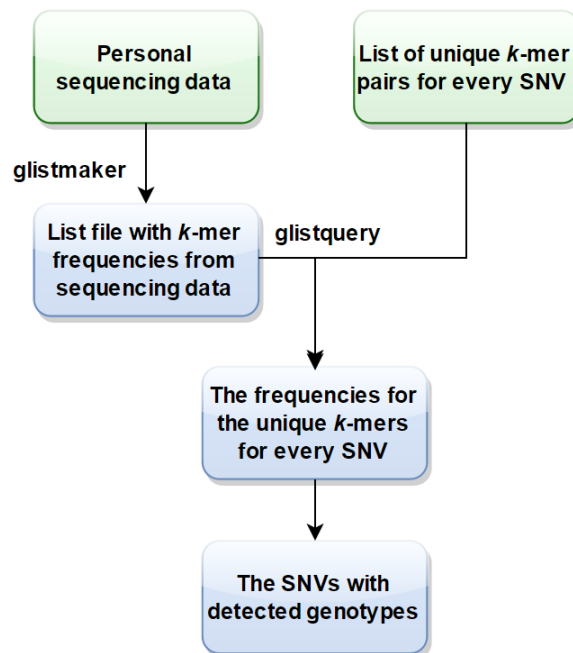 Personal
sequencing data
List of unique k-mer
pairs for every SNV
glistmaker
List file with k-mer
frequencies from
sequencing data
glistquery
The frequencies for
the unique k-mers
for every SNV
The SNVs with
detected genotypes